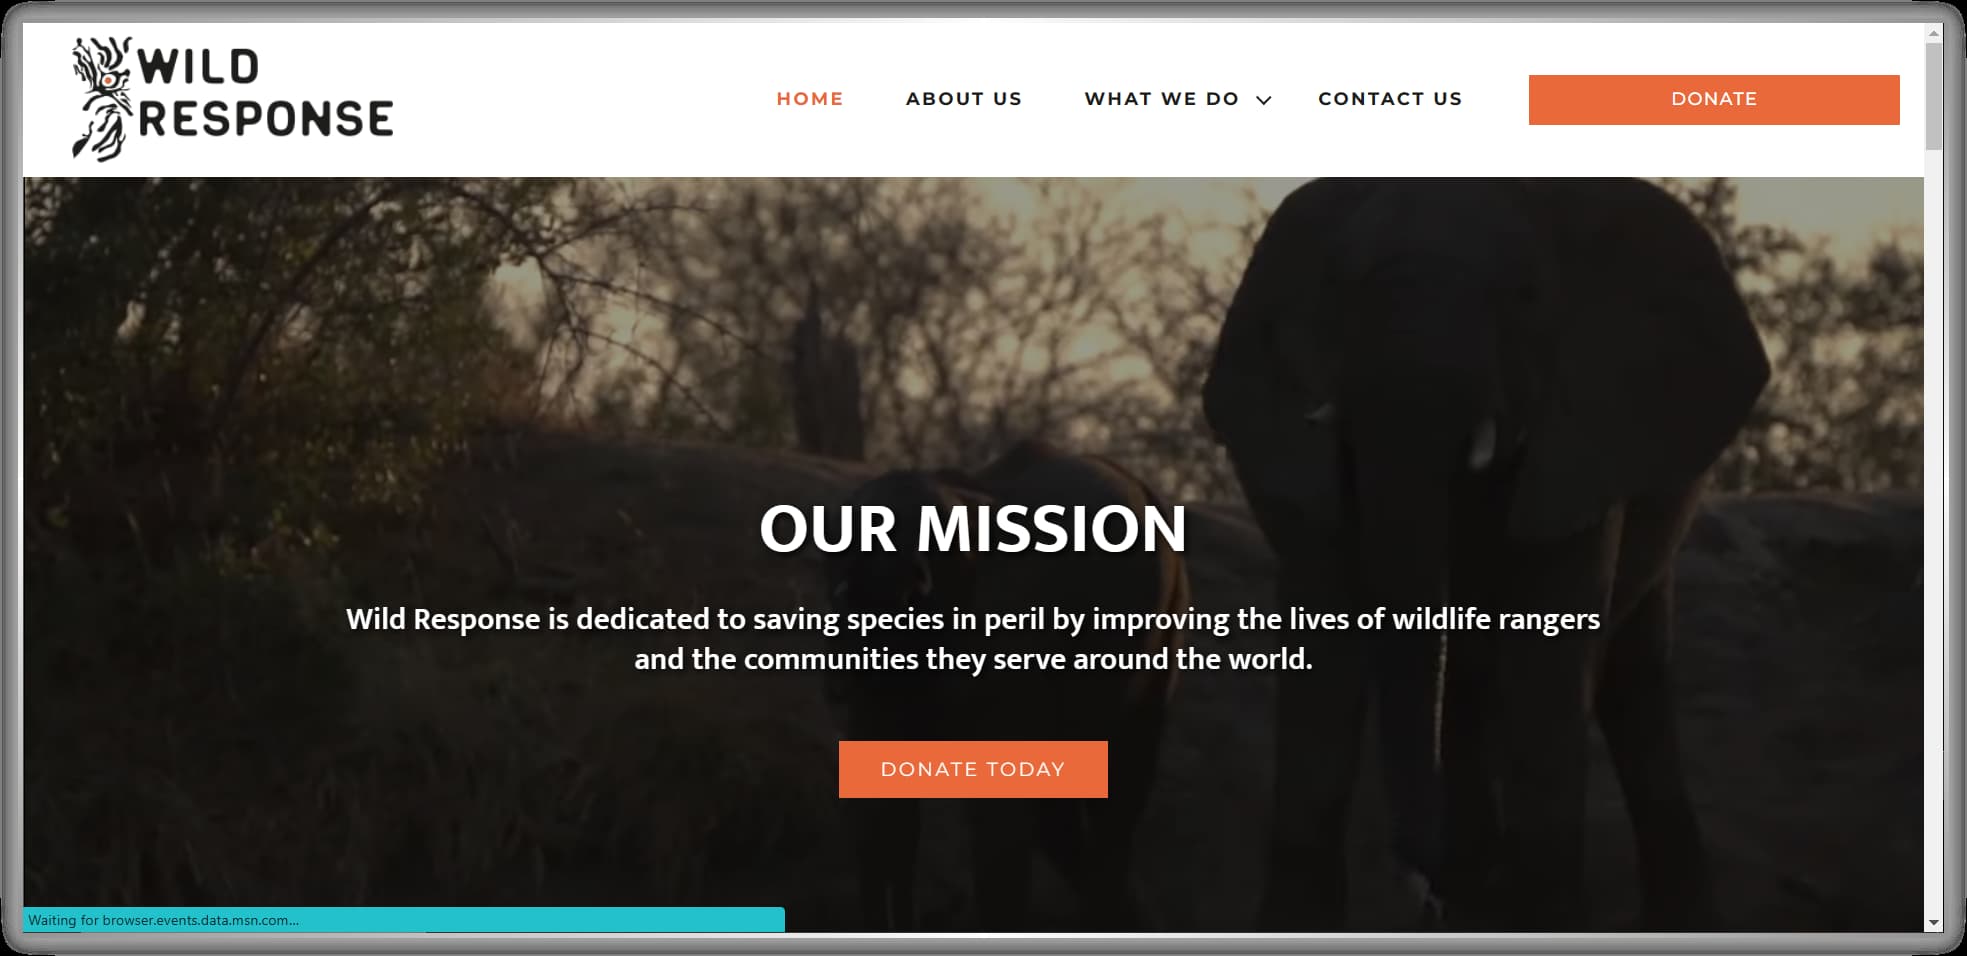 WILD
RESPONSE
HOME
ABOUT US
WHAT WE DO
CONTACT US
DONATE
OUR MISSION
Wild Response is dedicated to saving species in peril by improving the lives of wildlife rangers
and the communities they serve around the world.
DONATE TODAY
Waiting for browser.events.data.msn.com...